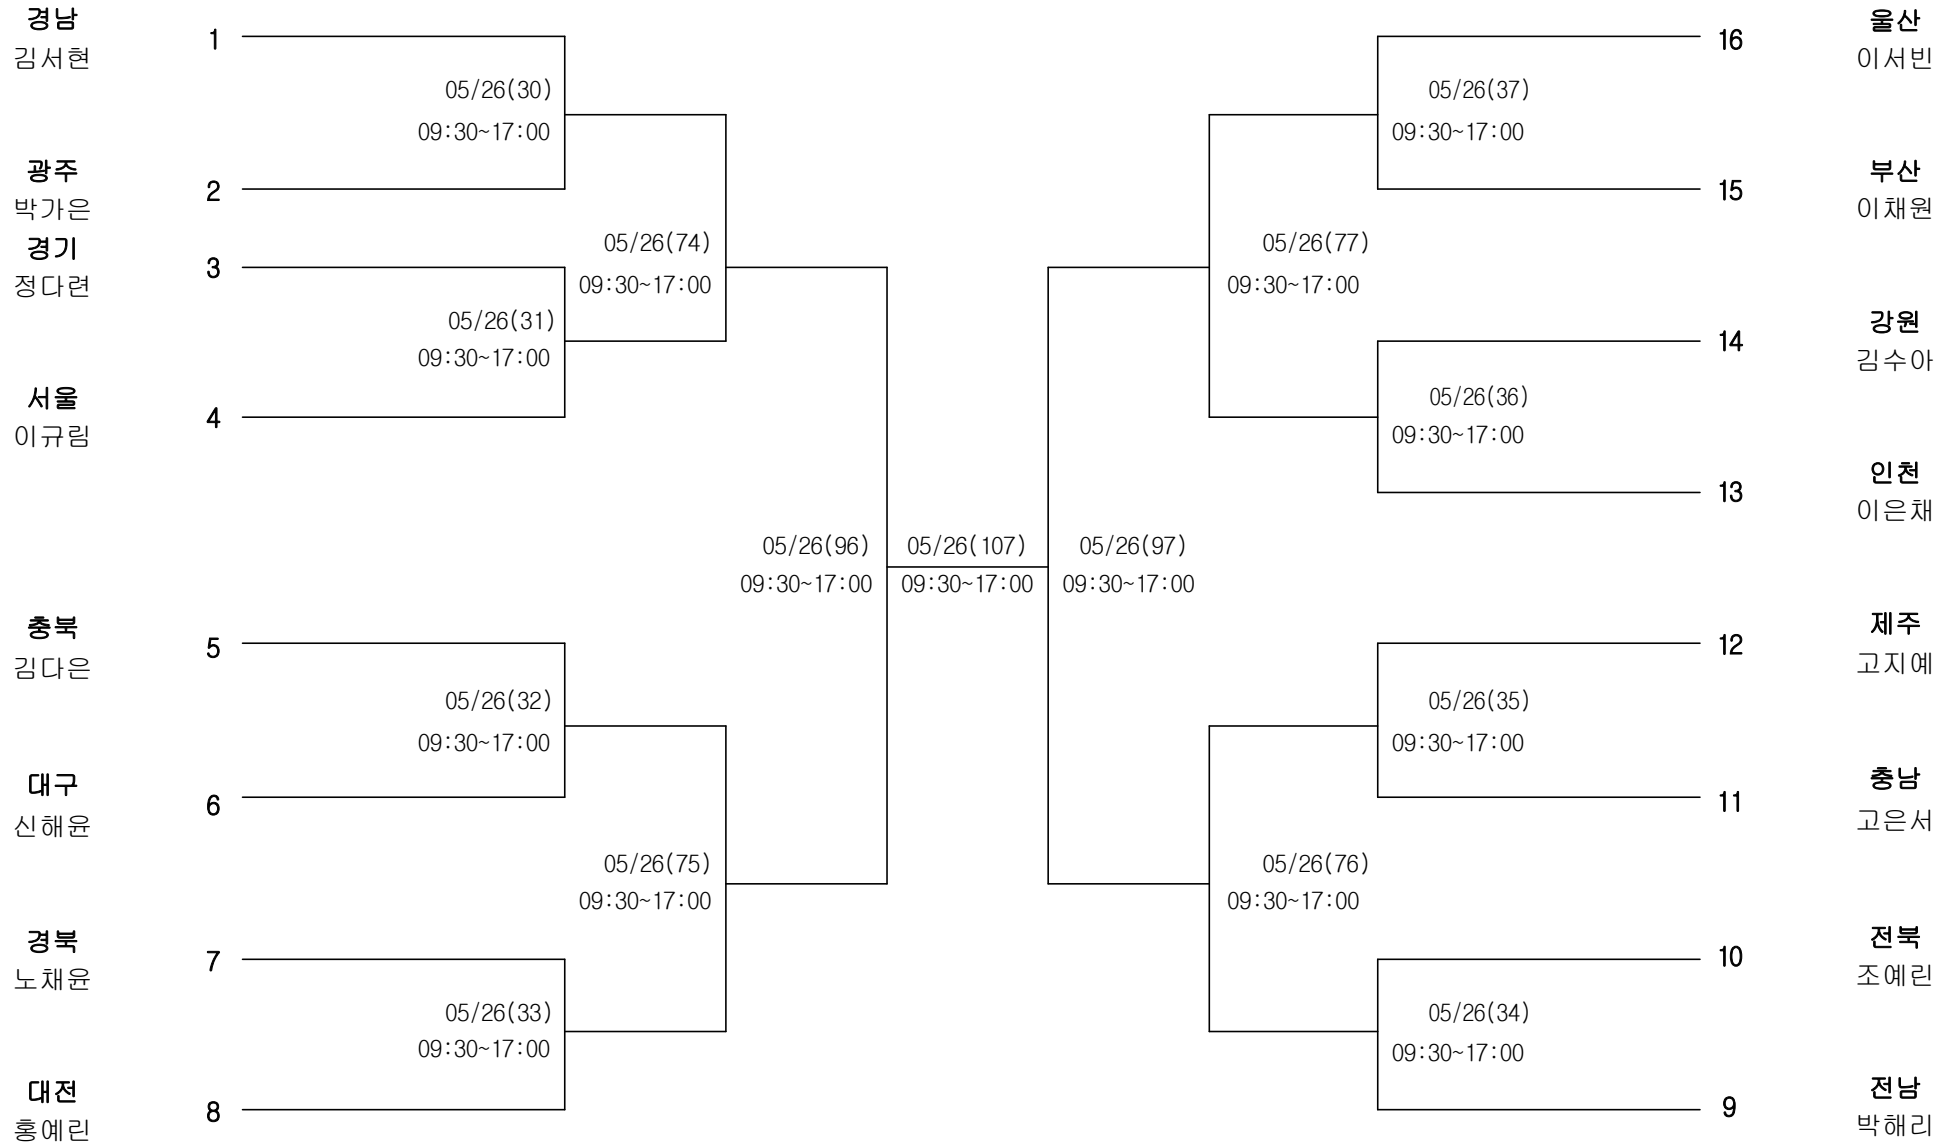 경남
김서현
1
05/26(30)
09:30~17:00
광주
박가은
2
경기
정다련
3
05/26(74)
09:30~17:00
05/26(31)
09:30~17:00
서울
이규림
4
05/26(96)
09:30~17:00
05/26(107)
09:30~17:00
05/26(97)
09:30~17:00
충북
김다은
5
05/26(32)
09:30~17:00
대구
신해윤
6
05/26(75)
09:30~17:00
경북
노채윤
7
05/26(33)
09:30~17:00
대전
홍예린
8
16
울산
이서빈
05/26(37)
09:30~17:00
15
부산
이채원
05/26(77)
09:30~17:00
14
강원
김수아
05/26(36)
09:30~17:00
13
인천
이은채
12
제주
고지예
05/26(35)
09:30~17:00
11
충남
고은서
05/26(76)
09:30~17:00
10
전북
조예린
05/26(34)
09:30~17:00
9
전남
박해리